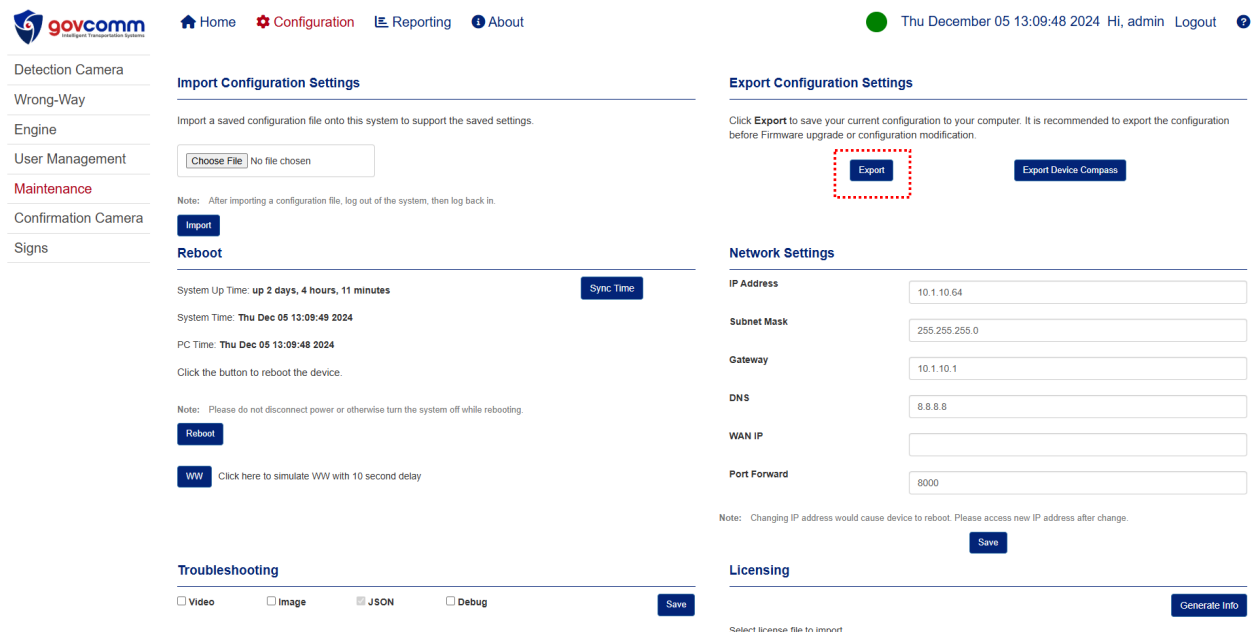 govcomm
Intelligent Transportation Systems
Home Configuration Reporting About
Thu December 05 13:09:48 2024 Hi, admin Logout ?
Detection Camera
Wrong-Way
Engine
User Management
Maintenance
Confirmation Camera
Signs
Import Configuration Settings
Import a saved configuration file onto this system to support the saved settings.
Choose File No file chosen
Note: After importing a configuration file, log out of the system, then log back in.
Import
Export Configuration Settings
Click Export to save your current configuration to your computer. It is recommended to export the configuration
before Firmware upgrade or configuration modification.
Export Export Device Compass
Reboot
System Up Time: up 2 days, 4 hours, 11 minutes
Sync Time
System Time: Thu Dec 05 13:09:49 2024
PC Time: Thu Dec 05 13:09:48 2024
Click the button to reboot the device.
Note: Please do not disconnect power or otherwise turn the system off while rebooting.
Reboot
WW Click here to simulate WW with 10 second delay
Network Settings
IP Address 10.1.10.64
Subnet Mask 255.255.255.0
Gateway 10.1.10.1
DNS 8.8.8.8
WAN IP
Port Forward 8000
Note: Changing IP address would cause device to reboot. Please access new IP address after change.
Save
Troubleshooting
Video Image JSON Debug Save
Licensing
Generate Info
Select license file to import